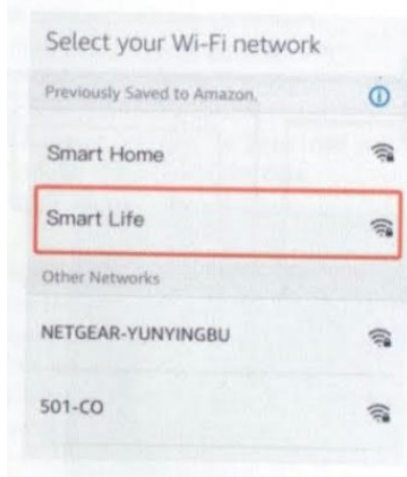 Select your Wi-Fi network
Previously Saved to Amazon.
Smart Home
Smart Life
Other Networks
NETGEAR-YUNYINGBU
501-CO